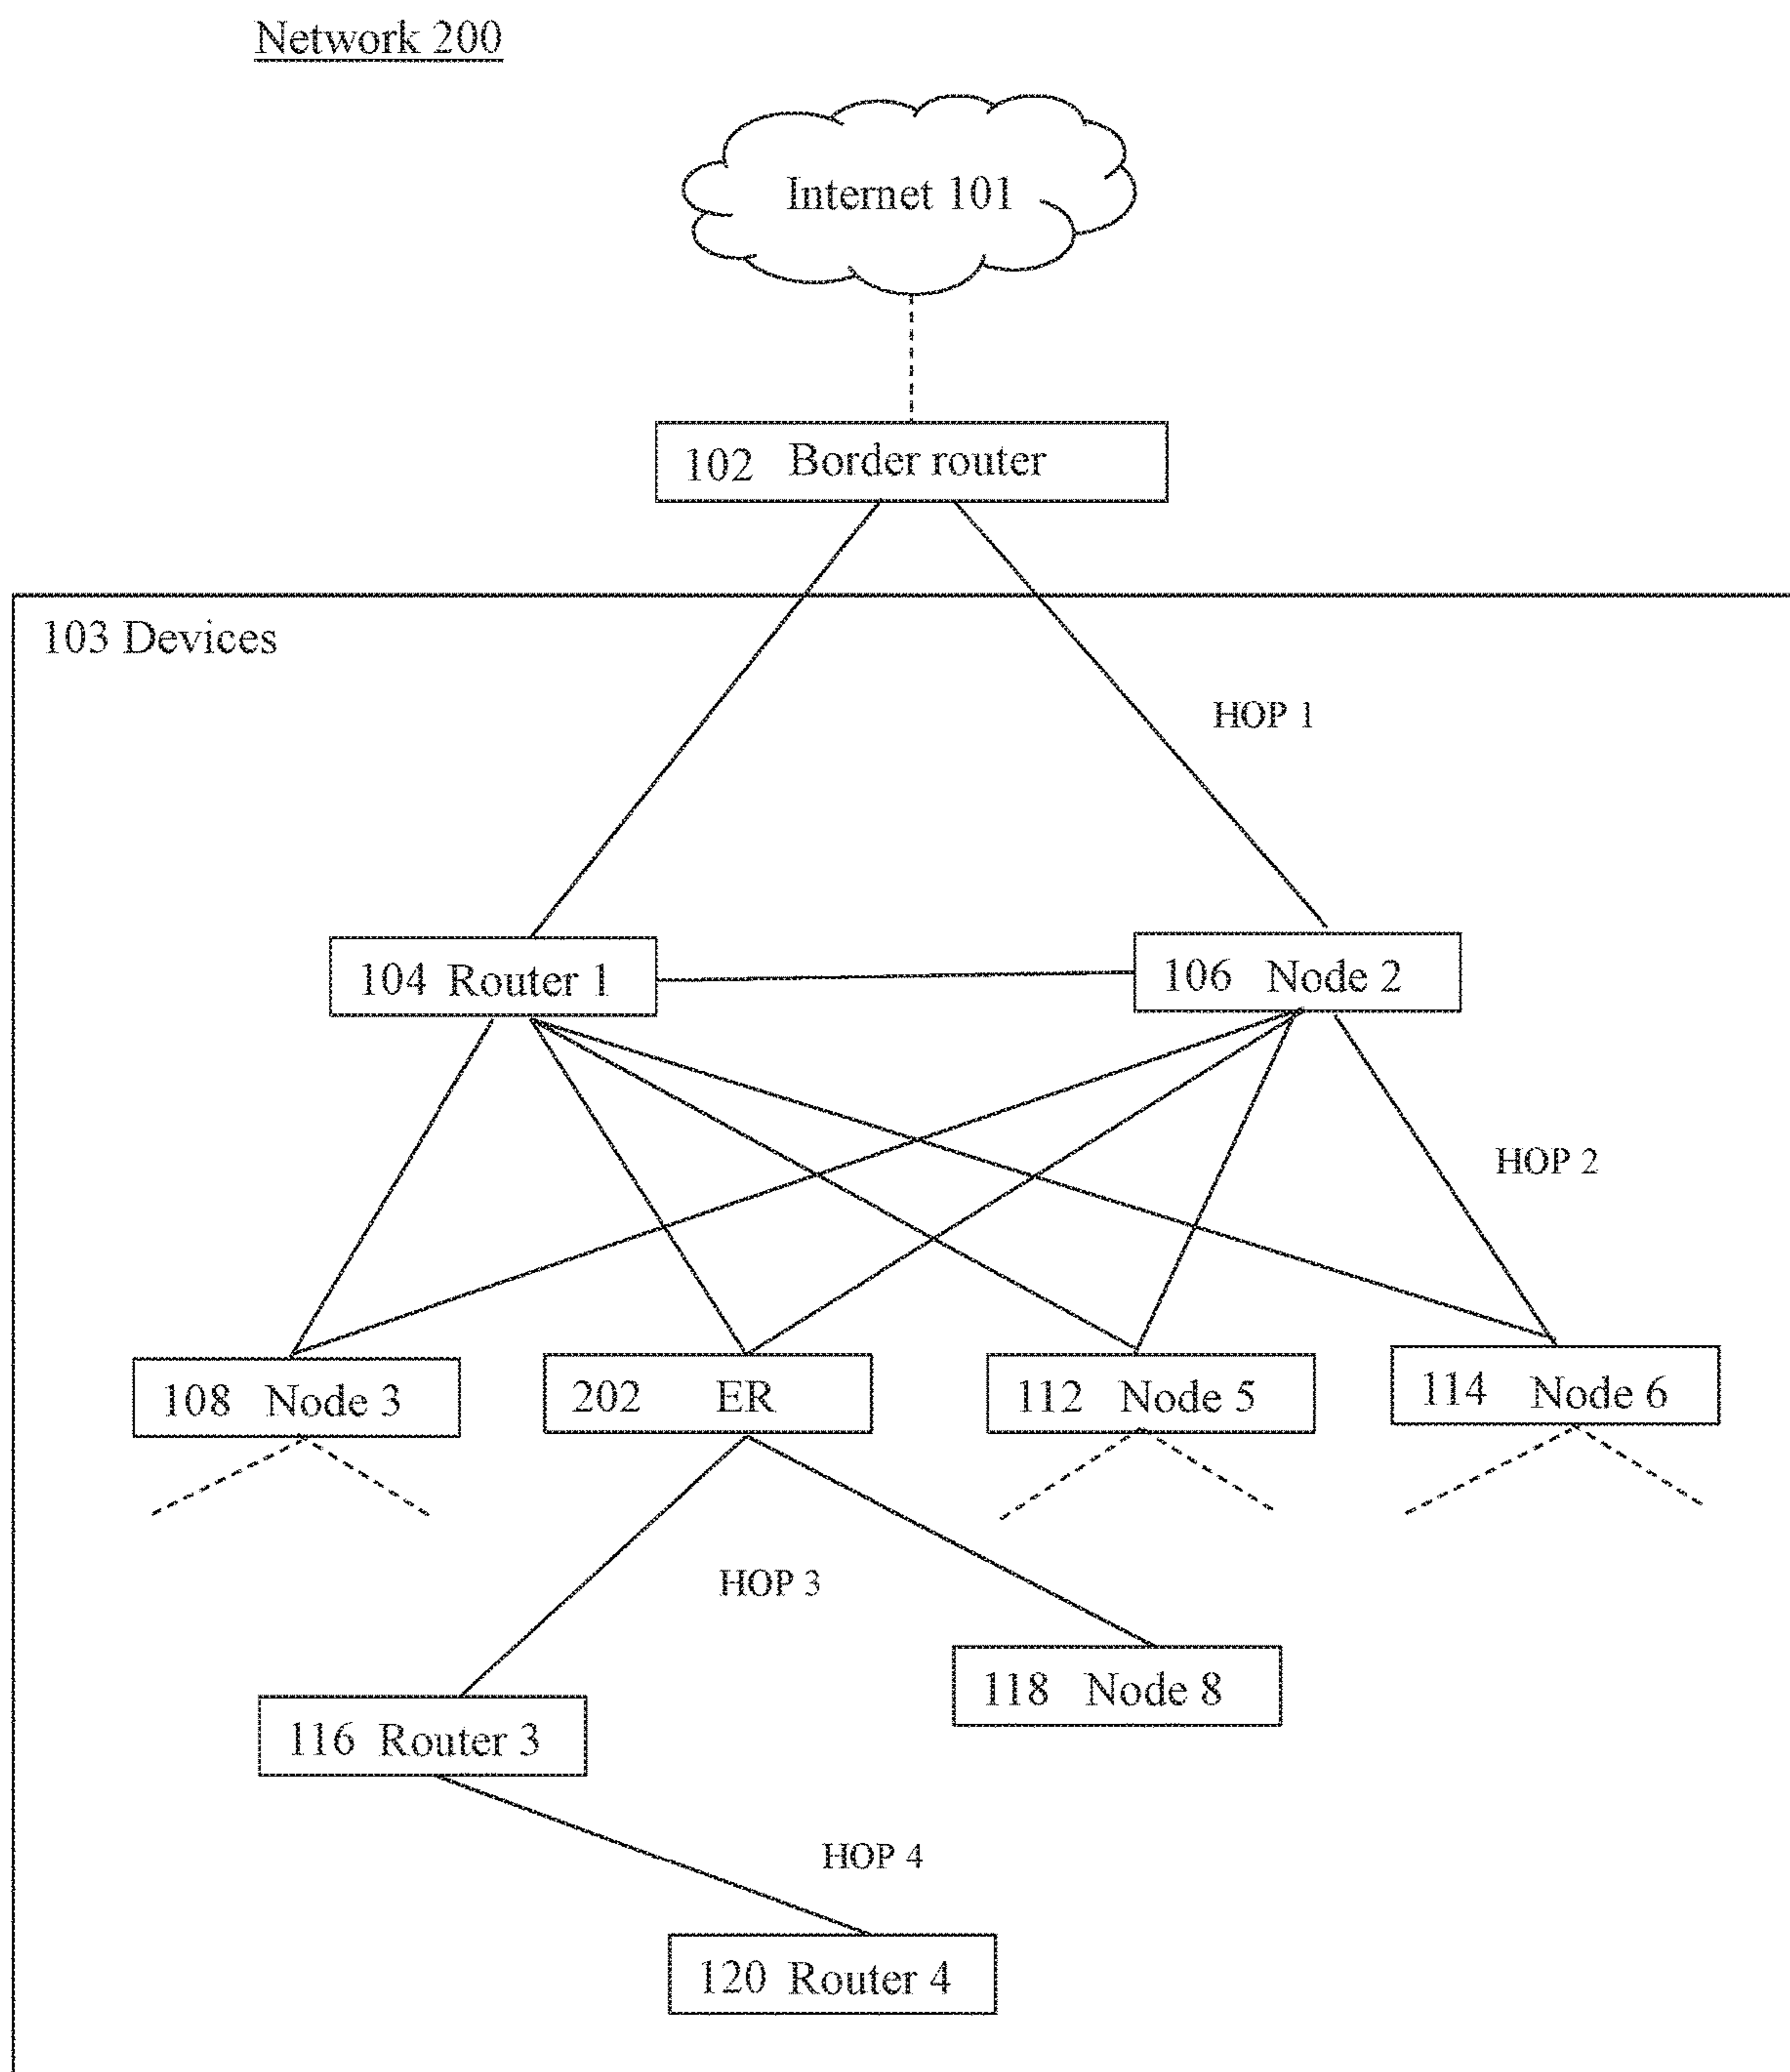 Network 200
Internet 101
102 Border router
103 Devices
HOP 1
104 Router 1
106 Node 2
HOP 2
108 Node 3
202 ER
112 Node 5
114 Node 6
HOP 3
118 Node 8
116 Router 3
HOP 4
120 Router 4